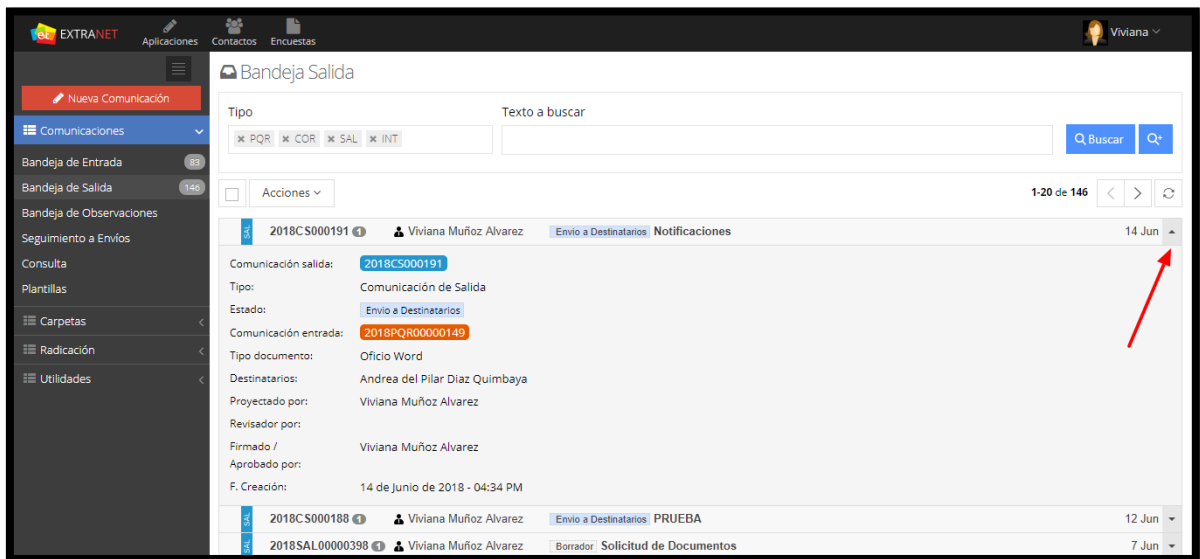 et EXTRANET
Aplicaciones Contactos Encuestas
Viviana
Nueva Comunicación
Comunicaciones
Bandeja de Entrada 83
Bandeja de Salida 146
Bandeja de Observaciones
Seguimiento a Envíos
Consulta
Plantillas
Carpetas
Radicación
Utilidades
Bandeja Salida
Tipo Texto a buscar
× PQR × COR × SAL × INT
Buscar
Acciones
1-20 de 146
SAL 2018CS000191 1 Viviana Muñoz Alvarez Envio a Destinatarios Notificaciones 14 Jun
Comunicación salida: 2018CS000191
Tipo: Comunicación de Salida
Estado: Envio a Destinatarios
Comunicación entrada: 2018PQR00000149
Tipo documento: Oficio Word
Destinatarios: Andrea del Pilar Diaz Quimbaya
Proyectado por: Viviana Muñoz Alvarez
Revisador por:
Firmado / Viviana Muñoz Alvarez
Aprobado por:
F. Creación: 14 de Junio de 2018 - 04:34 PM
SAL 2018CS000188 1 Viviana Muñoz Alvarez Envio a Destinatarios PRUEBA 12 Jun
SAL 2018SAL00000398 1 Viviana Muñoz Alvarez Borrador Solicitud de Documentos 7 Jun